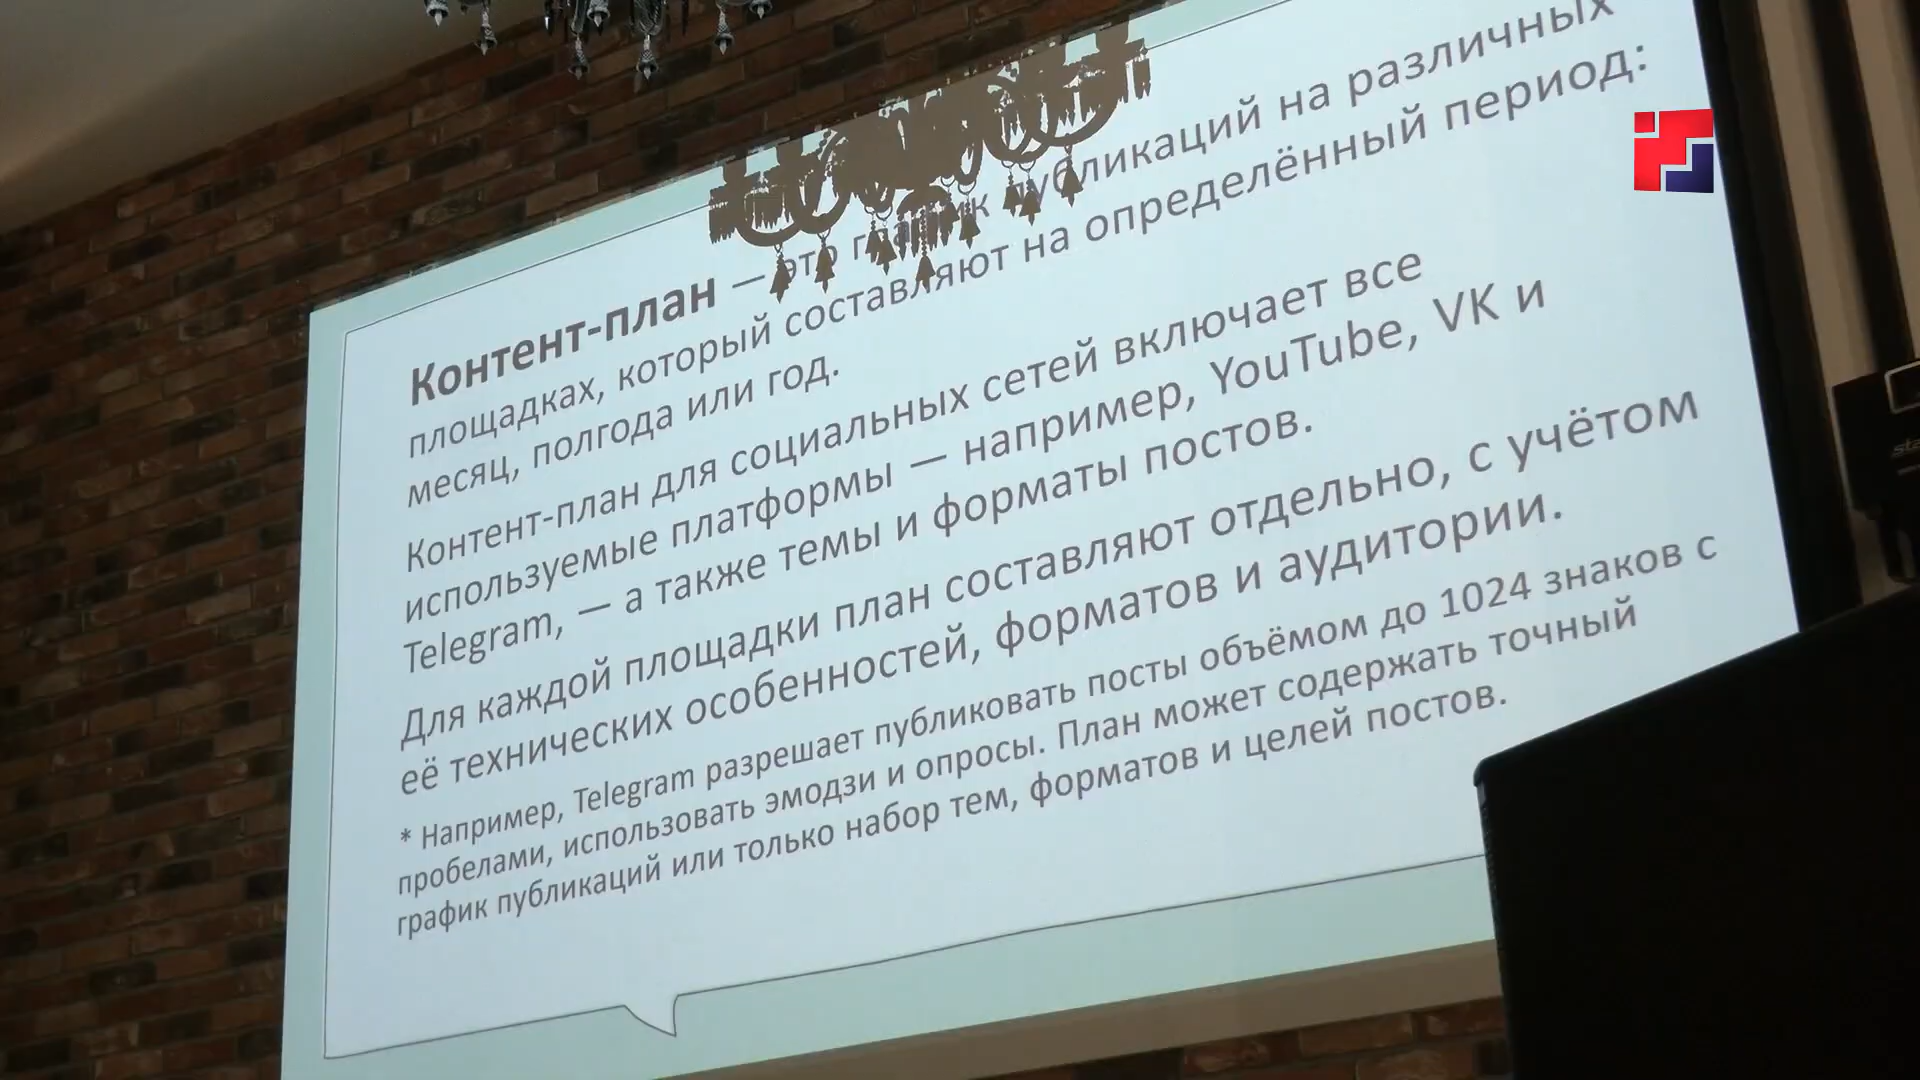 Контент-план — это график публикаций на различных
площадках, который составляют на определённый период:
месяц, полгода или год.
Контент-план для социальных сетей включает все
используемые платформы — например, YouTube, VK и
Telegram, — а также темы и форматы постов.
Для каждой площадки план составляют отдельно, с учётом
её технических особенностей, форматов и аудитории.
* Например, Telegram разрешает публиковать посты объёмом до 1024 знаков с
пробелами, использовать эмодзи и опросы. План может содержать точный
график публикаций или только набор тем, форматов и целей постов.